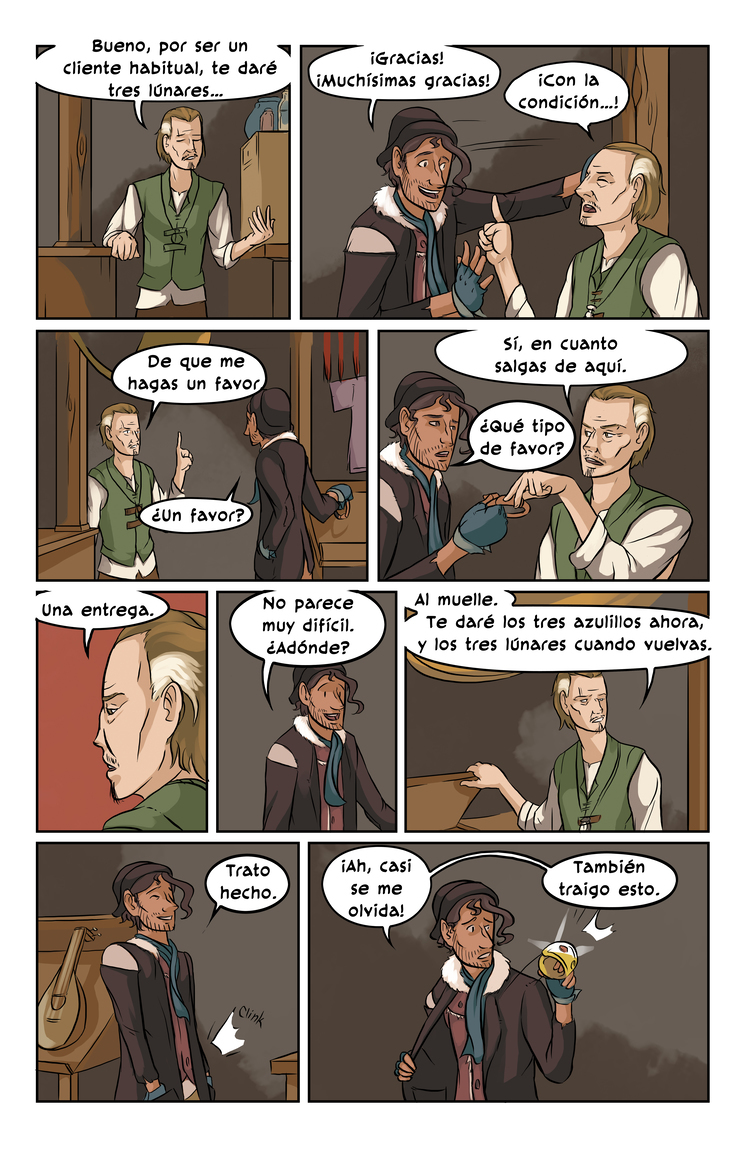 Bueno, por ser un
cliente habitual, te daré
tres lúnares...
¡Gracias!
¡Muchísimas gracias!
¡Con la
condición...!
De que me
hagas un favor
¿Un favor?
Sí, en cuanto
salgas de aquí.
¿Qué tipo
de favor?
Una entrega.
No parece
muy difícil.
¿Adónde?
Al muelle.
Te daré los tres azulillos ahora,
y los tres lúnares cuando vuelvas.
Trato
hecho.
Clink
¡Ah, casi
se me
olvida!
También
traigo esto.